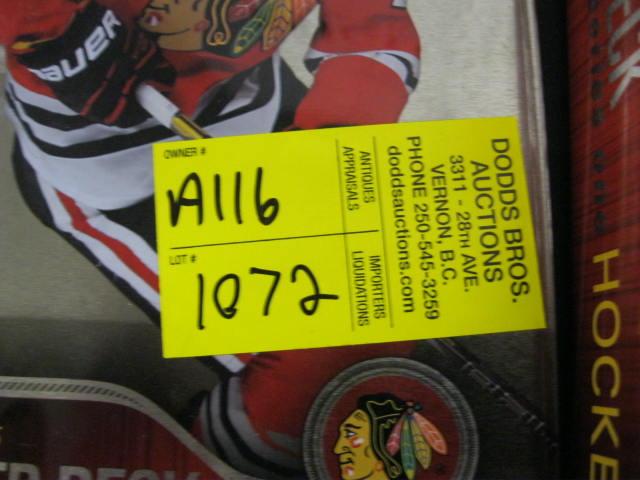 BAUER
OWNER #
A116
LOT #
1072
ANTIQUES
APPRAISALS
IMPORTERS
LIQUIDATIONS
DODDS BROS.
AUCTIONS
3311 - 28TH AVE.
VERNON, B.C.
PHONE 250-545-3259
doddsauctions.com
HOCKE